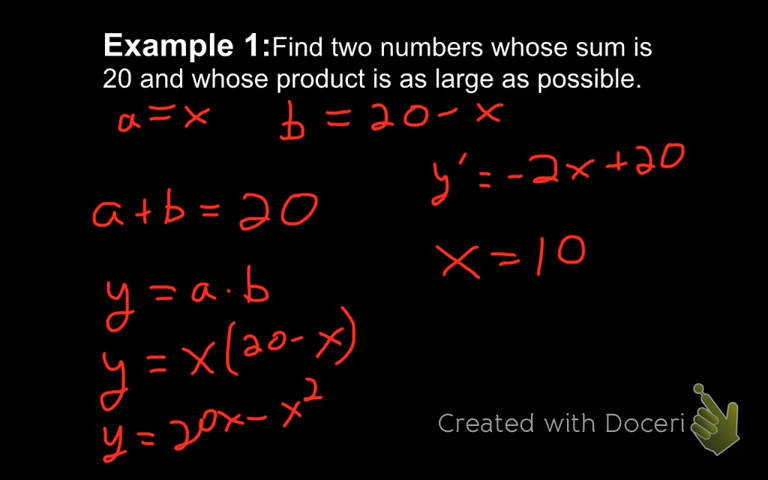 Example 1:Find two numbers whose sum is
20 and whose product is as large as possible.
a = x b = 20 - x
a + b = 20
y = a · b
y = x(20 - x)
y = 20x - x²
y' = -2x + 20
x = 10
Created with Doceri